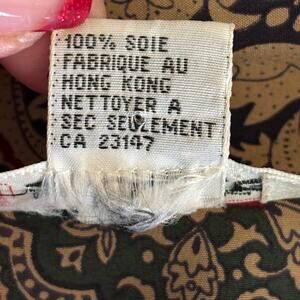 100% SOIE
FABRIQUE AU
HONG KONG
NETTOYER A
SEC SEULEMENT
CA 23147